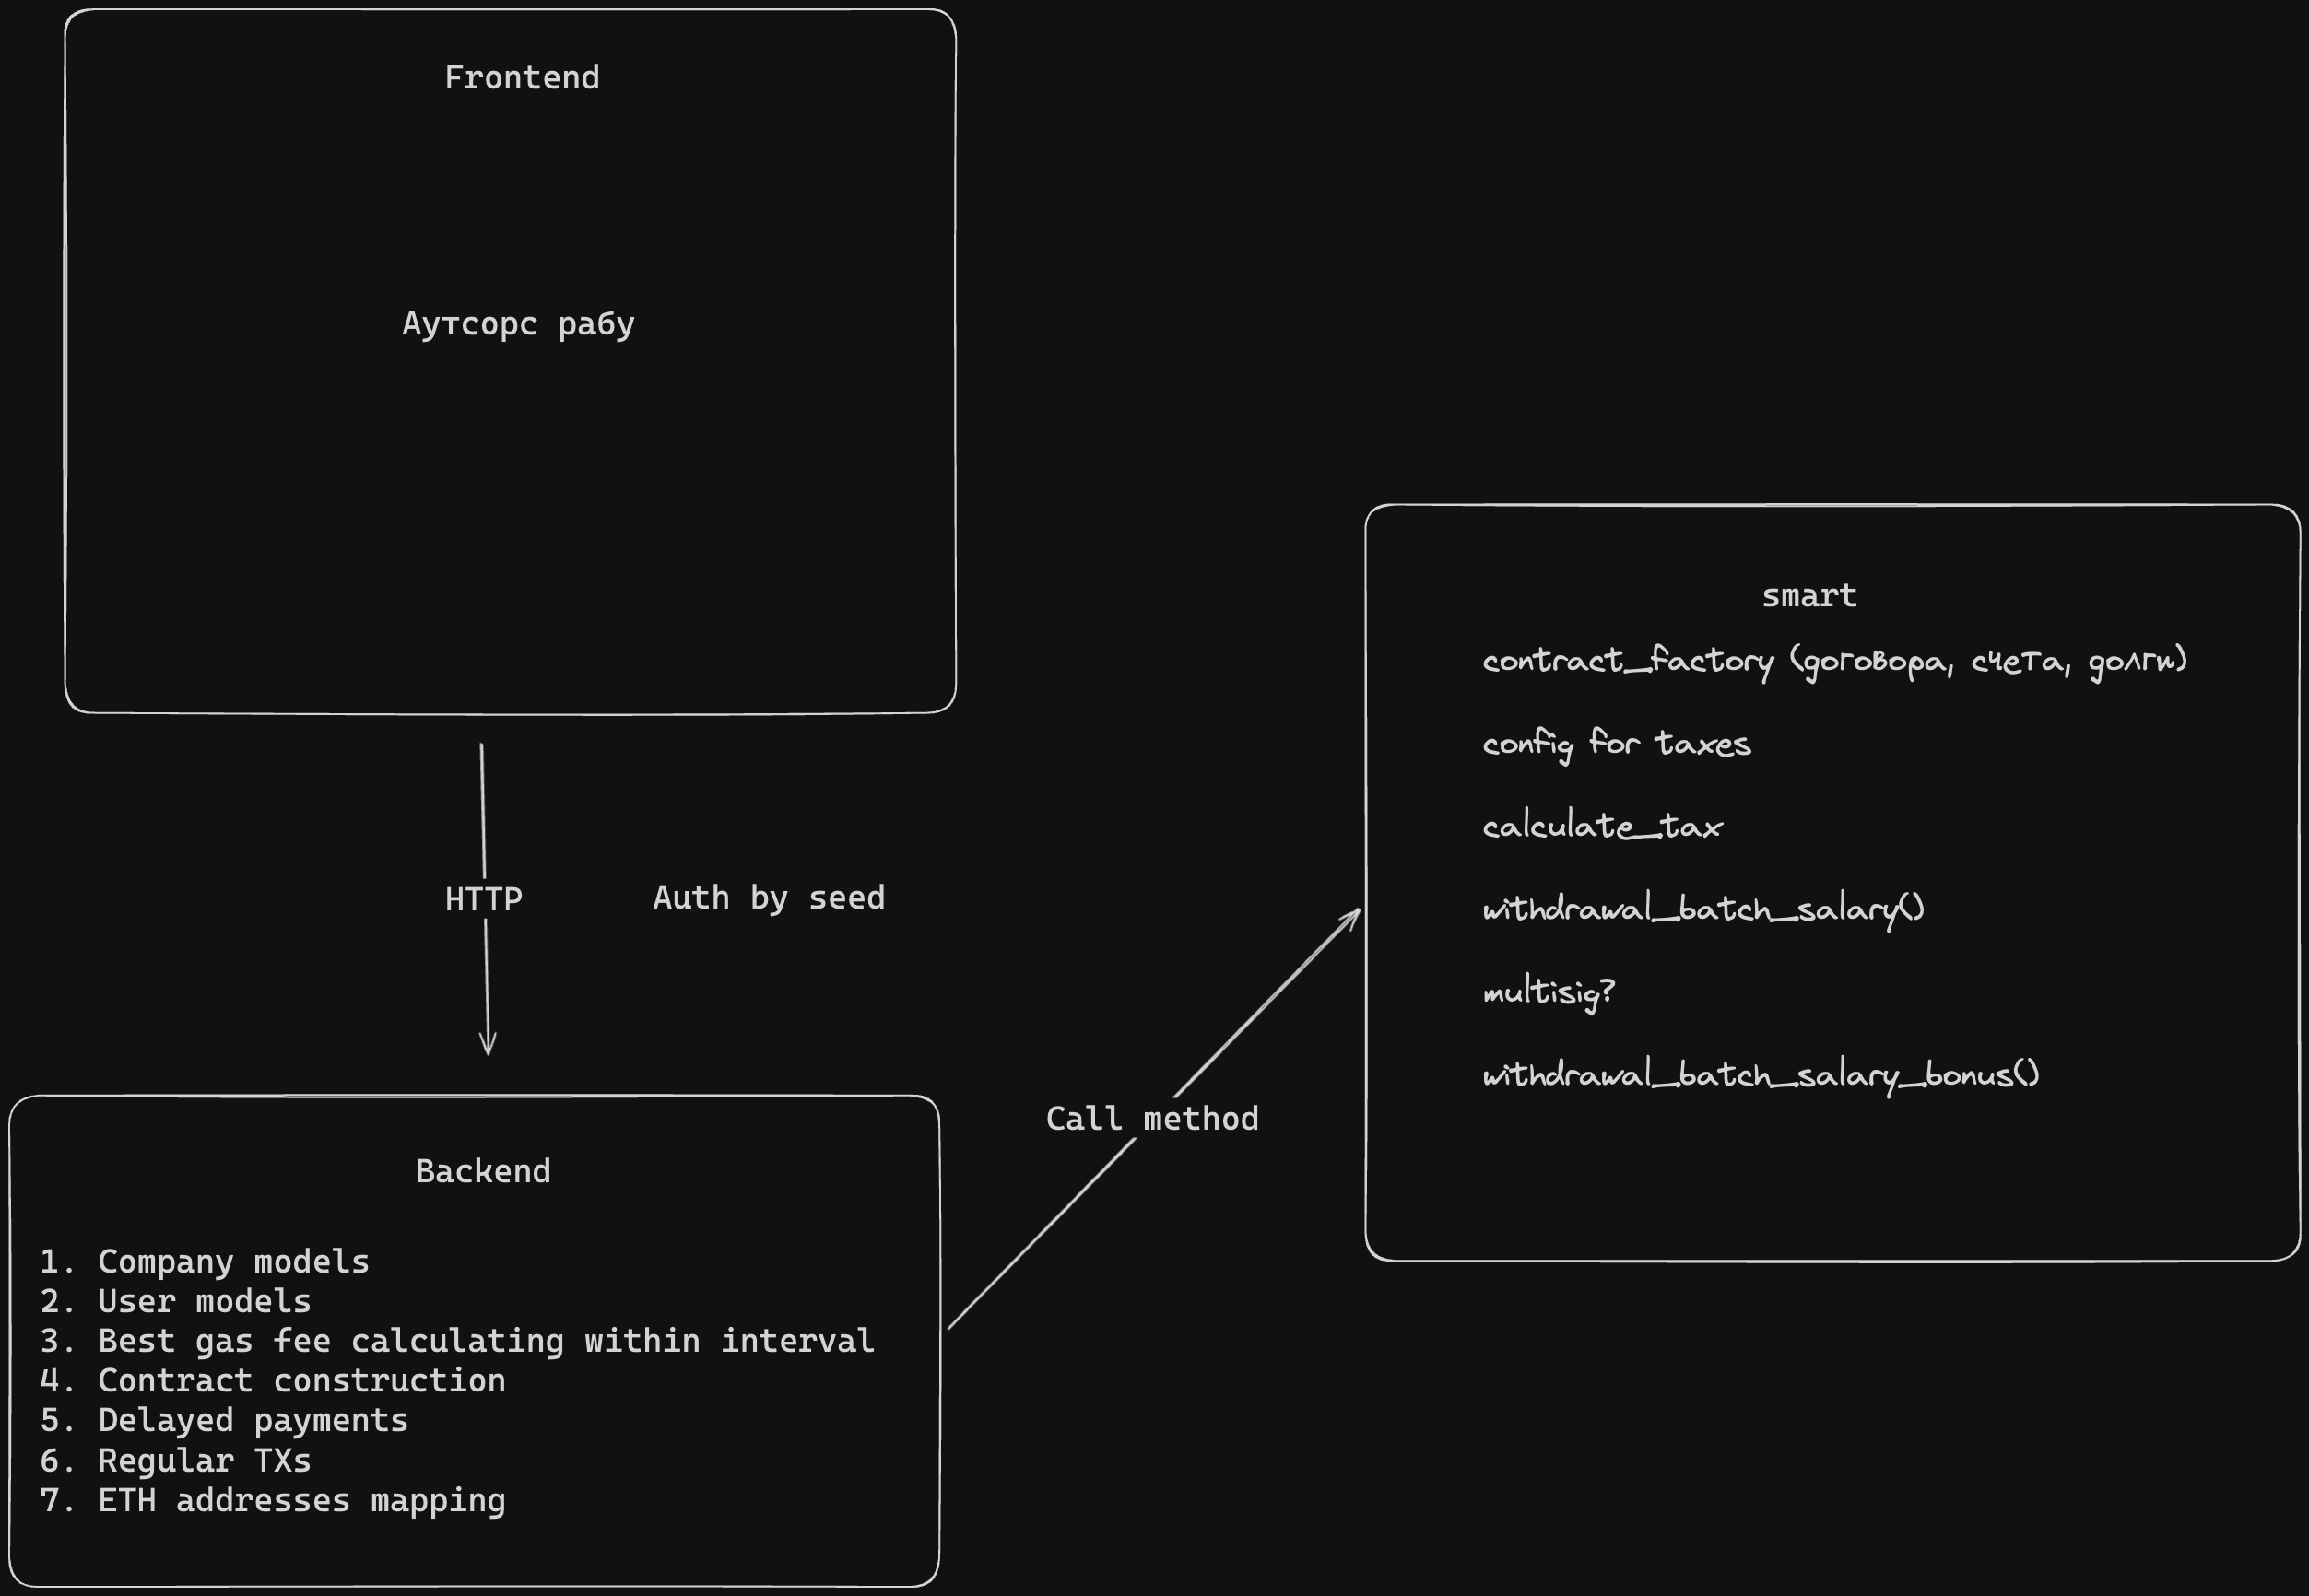 Frontend
Аутсорс рабу
HTTP
Auth by seed
Backend
1. Company models
2. User models
3. Best gas fee calculating within interval
4. Contract construction
5. Delayed payments
6. Regular TXs
7. ETH addresses mapping
Call method
smart
contract_factory (договора, счета, долги)
config for taxes
calculate_tax
withdrawal_batch_salary()
multisig?
withdrawal_batch_salary_bonus()